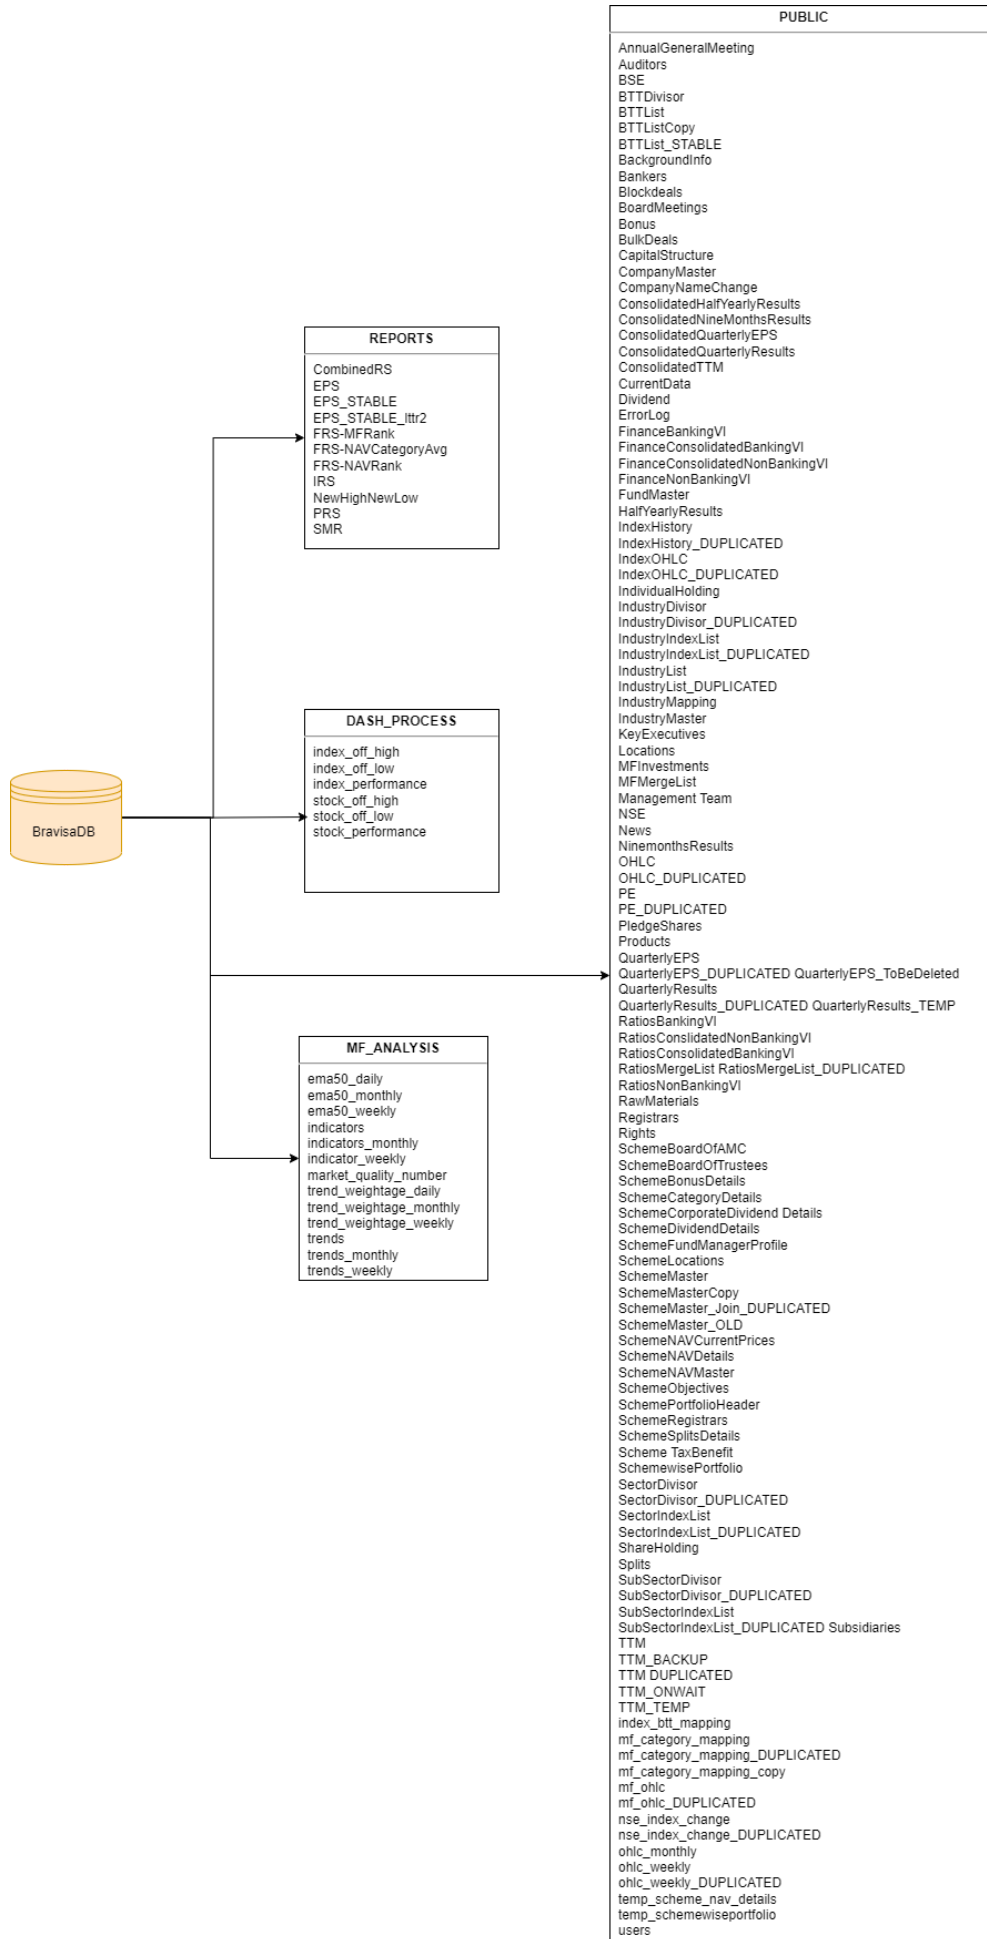 PUBLIC
AnnualGeneralMeeting
Auditors
BSE
BTTDivisor
BTTList
BTTListCopy
BTTList_STABLE
BackgroundInfo
Bankers
Blockdeals
BoardMeetings
Bonus
BulkDeals
CapitalStructure
CompanyMaster
CompanyNameChange
ConsolidatedHalfYearlyResults
ConsolidatedNineMonthsResults
ConsolidatedQuarterlyEPS
ConsolidatedQuarterlyResults
ConsolidatedTTM
CurrentData
Dividend
ErrorLog
FinanceBankingVI
FinanceConsolidatedBankingVI
FinanceConsolidatedNonBankingVI
FinanceNonBankingVI
FundMaster
HalfYearlyResults
IndexHistory
IndexHistory_DUPLICATED
IndexOHLC
IndexOHLC_DUPLICATED
IndividualHolding
IndustryDivisor
IndustryDivisor_DUPLICATED
IndustryIndexList
IndustryIndexList_DUPLICATED
IndustryList
IndustryList_DUPLICATED
IndustryMapping
IndustryMaster
KeyExecutives
Locations
MFInvestments
MFMergeList
Management Team
NSE
News
NinemonthsResults
OHLC
OHLC_DUPLICATED
PE
PE_DUPLICATED
PledgeShares
Products
QuarterlyEPS
QuarterlyEPS_DUPLICATED QuarterlyEPS_ToBeDeleted
QuarterlyResults
QuarterlyResults_DUPLICATED QuarterlyResults_TEMP
RatiosBankingVI
RatiosConslidatedNonBankingVI
RatiosConsolidatedBankingVI
RatiosMergeList RatiosMergeList_DUPLICATED
RatiosNonBankingVI
RawMaterials
Registrars
Rights
SchemeBoardOfAMC
SchemeBoardOfTrustees
SchemeBonusDetails
SchemeCategoryDetails
SchemeCorporateDividend Details
SchemeDividendDetails
SchemeFundManagerProfile
SchemeLocations
SchemeMaster
SchemeMasterCopy
SchemeMaster_Join_DUPLICATED
SchemeMaster_OLD
SchemeNAVCurrentPrices
SchemeNAVDetails
SchemeNAVMaster
SchemeObjectives
SchemePortfolioHeader
SchemeRegistrars
SchemeSplitsDetails
Scheme TaxBenefit
SchemewisePortfolio
SectorDivisor
SectorDivisor_DUPLICATED
SectorIndexList
SectorIndexList_DUPLICATED
ShareHolding
Splits
SubSectorDivisor
SubSectorDivisor_DUPLICATED
SubSectorIndexList
SubSectorIndexList_DUPLICATED Subsidiaries
TTM
TTM_BACKUP
TTM DUPLICATED
TTM_ONWAIT
TTM_TEMP
index_btt_mapping
mf_category_mapping
mf_category_mapping_DUPLICATED
mf_category_mapping_copy
mf_ohlc
mf_ohlc_DUPLICATED
nse_index_change
nse_index_change_DUPLICATED
ohlc_monthly
ohlc_weekly
ohlc_weekly_DUPLICATED
temp_scheme_nav_details
temp_schemewiseportfolio
users
REPORTS
CombinedRS
EPS
EPS_STABLE
EPS_STABLE_lttr2
FRS-MFRank
FRS-NAVCategoryAvg
FRS-NAVRank
IRS
NewHighNewLow
PRS
SMR
DASH_PROCESS
index_off_high
index_off_low
index_performance
stock_off_high
stock_off_low
stock_performance
BravisaDB
MF_ANALYSIS
ema50_daily
ema50_monthly
ema50_weekly
indicators
indicators_monthly
indicator_weekly
market_quality_number
trend_weightage_daily
trend_weightage_monthly
trend_weightage_weekly
trends
trends_monthly
trends_weekly